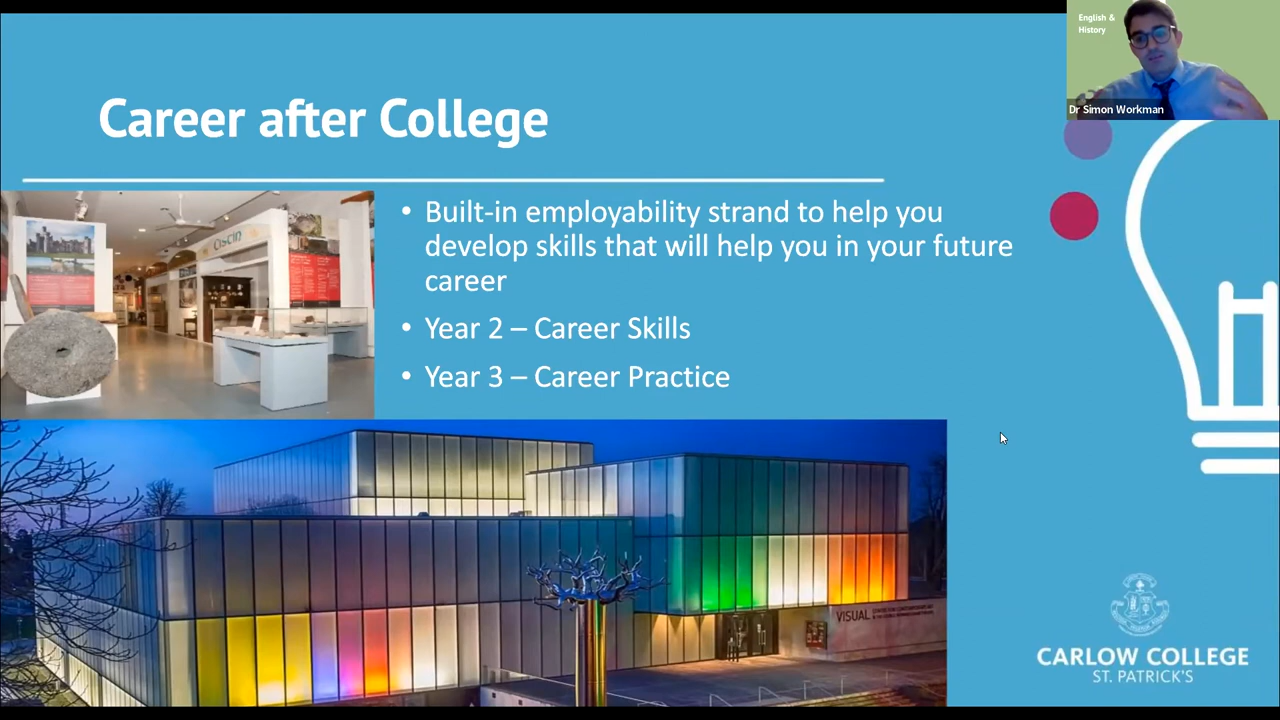 English &
History
Dr Simon Workman
Career after College
• Built-in employability strand to help you
develop skills that will help you in your future
career
• Year 2 – Career Skills
• Year 3 – Career Practice
VISUAL
CARLOW COLLEGE
ST. PATRICK'S